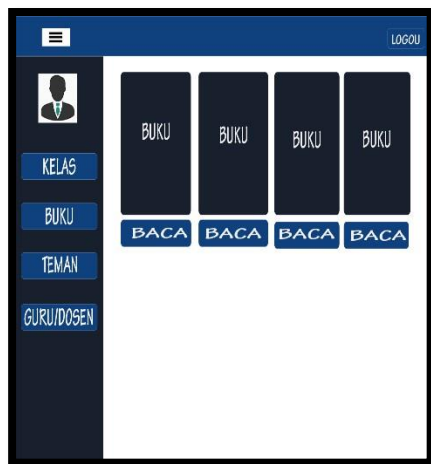 LOGOU
KELAS
BUKU
TEMAN
GURU/DOSEN
BUKU BUKU BUKU BUKU
BACA BACA BACA BACA